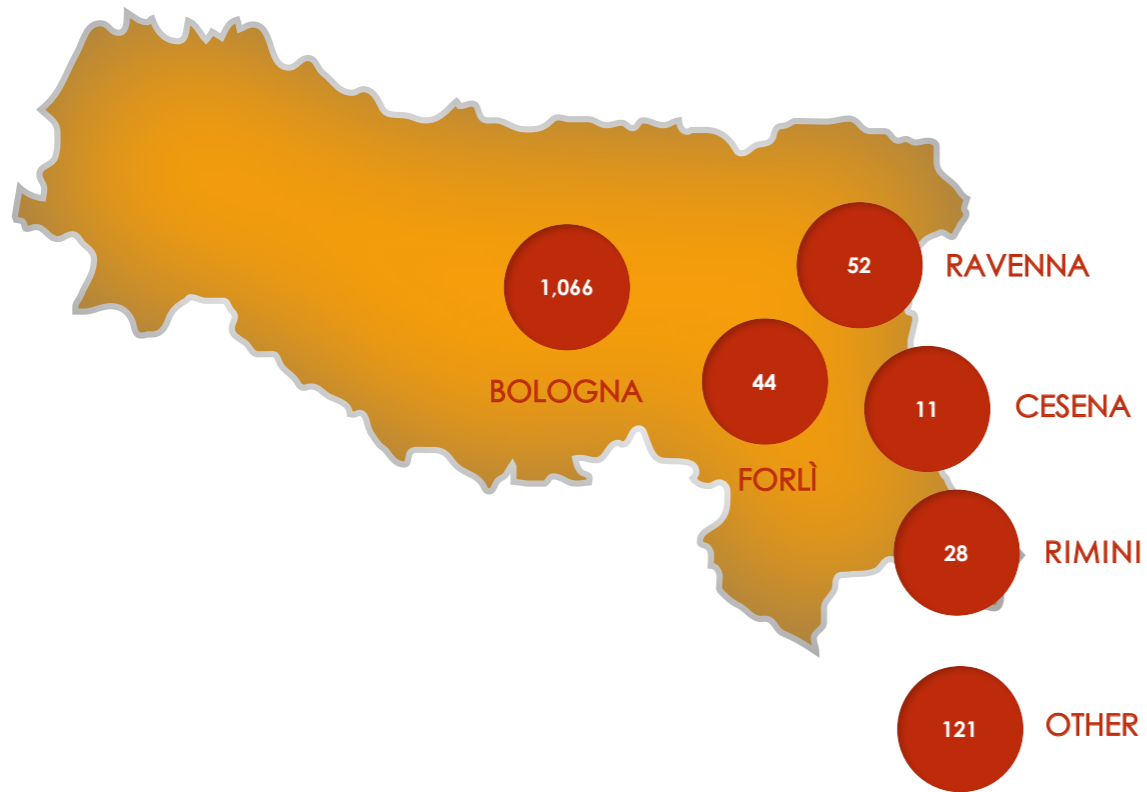 52
RAVENNA
1,066
BOLOGNA
44
FORLÌ
11
CESENA
28
RIMINI
121
OTHER